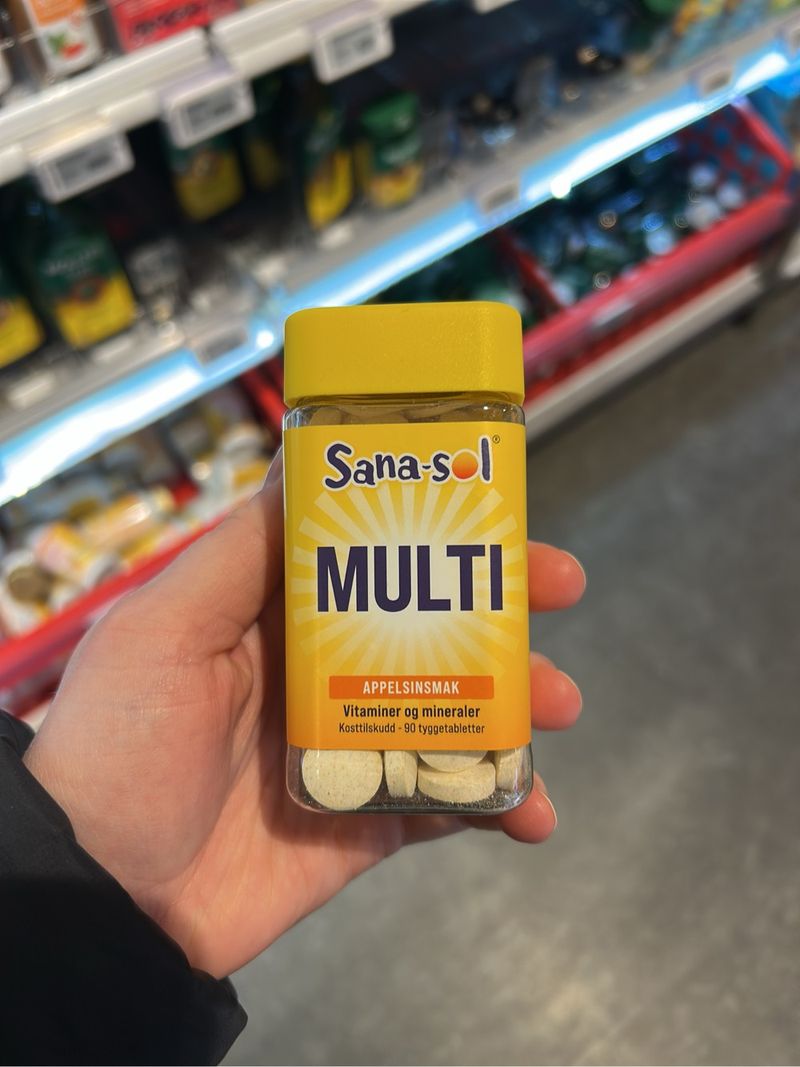 Sana-sol®
MULTI
APPELSINSMAK
Vitaminer og mineraler
Kosttilskudd - 90 tyggetabletter